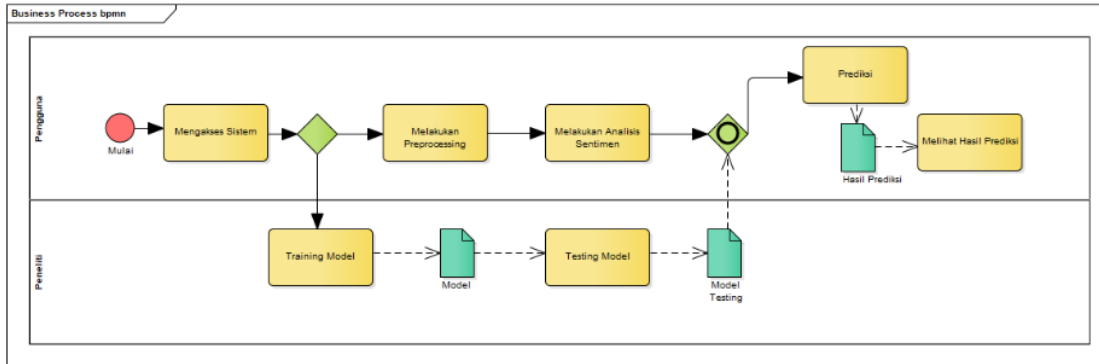 Business Process bpmn
Pengguna
Mulai
Mengakses Sistem
Melakukan
Preprocessing
Melakukan Analisis
Sentimen
Prediksi
Hasil Prediksi
Melihat Hasil Prediksi
Peneliti
Training Model
Model
Testing Model
Model
Testing